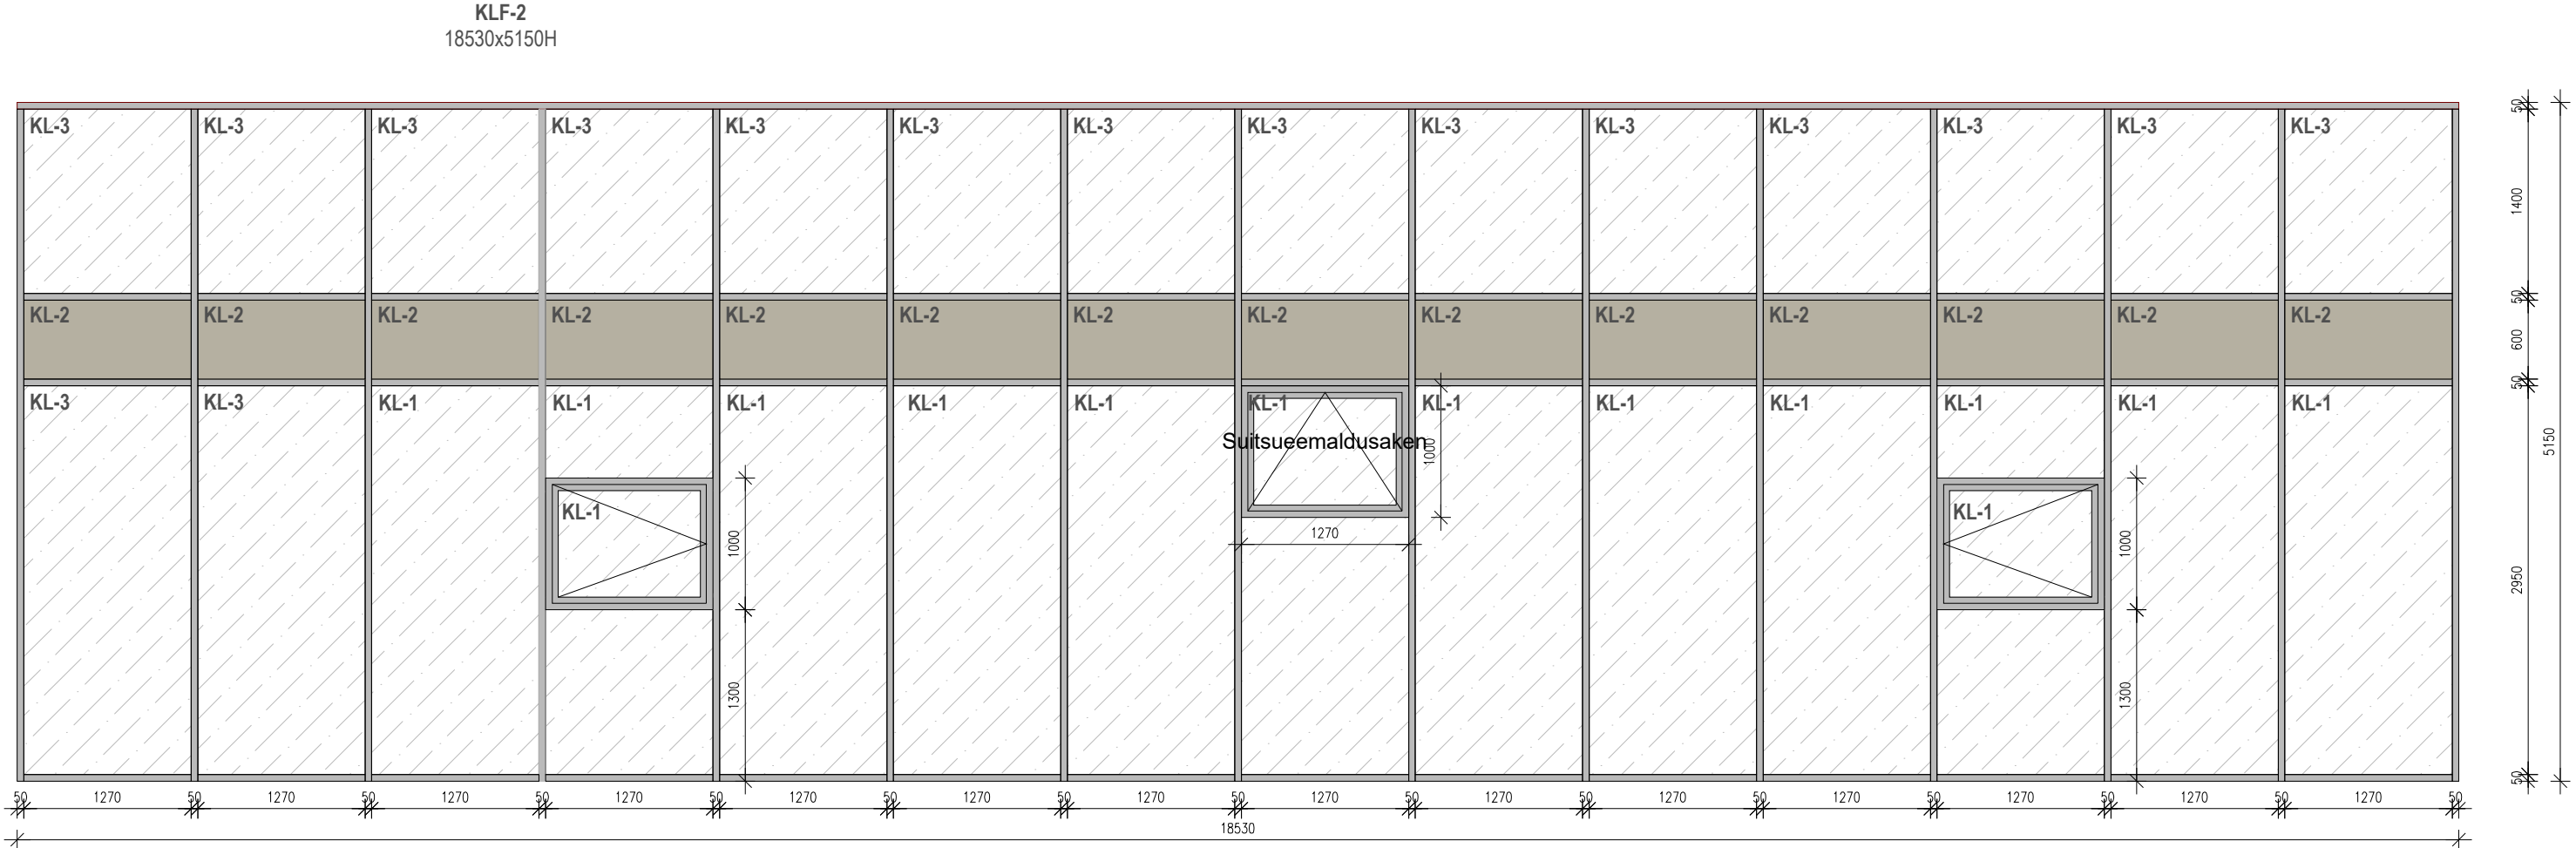 KLF-2
18530x5150H
KL-3 KL-3 KL-3 KL-3 KL-3 KL-3 KL-3 KL-3 KL-3 KL-3 KL-3 KL-3 KL-3 KL-3
KL-2 KL-2 KL-2 KL-2 KL-2 KL-2 KL-2 KL-2 KL-2 KL-2 KL-2 KL-2 KL-2 KL-2
KL-3 KL-3 KL-1 KL-1 KL-1 KL-1 KL-1 KL-1 KL-1 KL-1 KL-1 KL-1 KL-1 KL-1
Suitsueemaldusaken
1000
1270
KL-1
1000
1300
KL-1
1000
1300
50
1400
50
600
50
2950
50
5150
50 1270 50 1270 50 1270 50 1270 50 1270 50 1270 50 1270 50 1270 50 1270 50 1270 50 1270 50 1270 50 1270 50 1270 50
18530